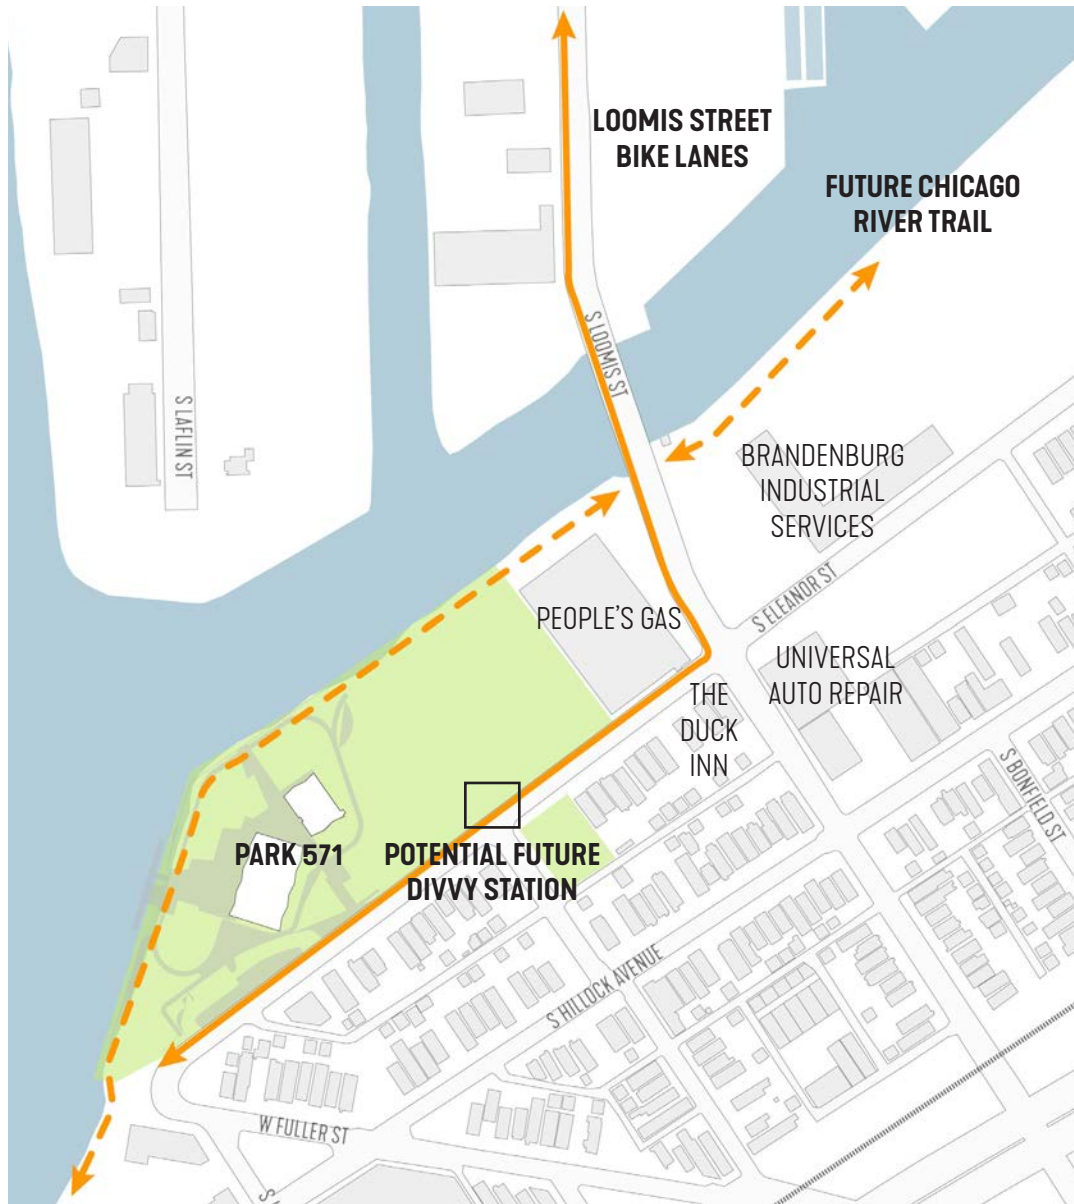 LOOMIS STREET
BIKE LANES
FUTURE CHICAGO
RIVER TRAIL
S LOOMIS ST
S LAFLIN ST
BRANDENBURG
INDUSTRIAL
SERVICES
S ELEANOR ST
PEOPLE'S GAS
UNIVERSAL
AUTO REPAIR
THE
DUCK
INN
S BONFIELD ST
PARK 571
POTENTIAL FUTURE
DIVVY STATION
S HILLOCK AVENUE
W FULLER ST